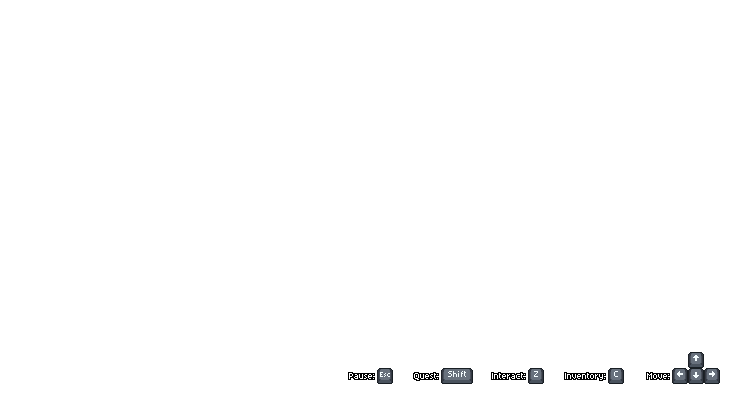 Pause: Esc Quest: Shift Interact: Z Inventory: C Move: ↑ ← ↓ →